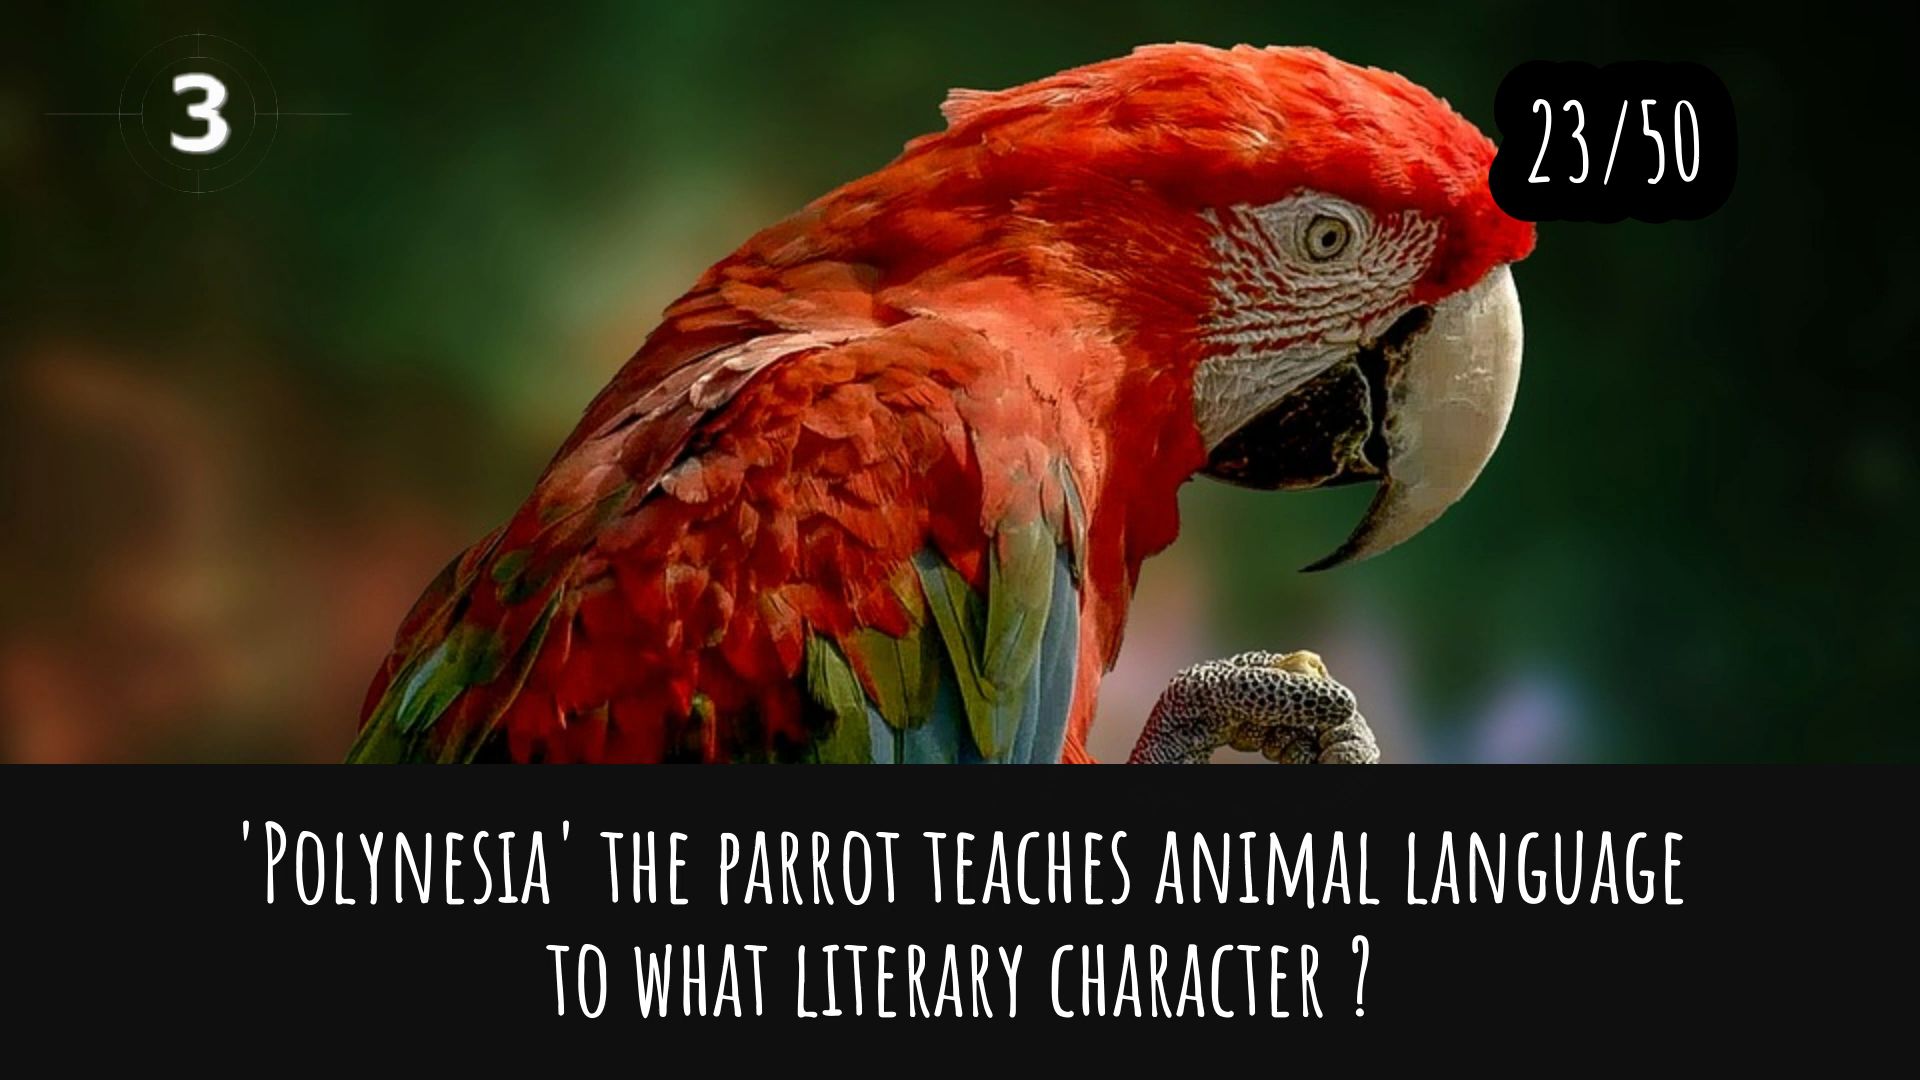 3
23/50
'Polynesia' the parrot teaches animal language
to what literary character ?